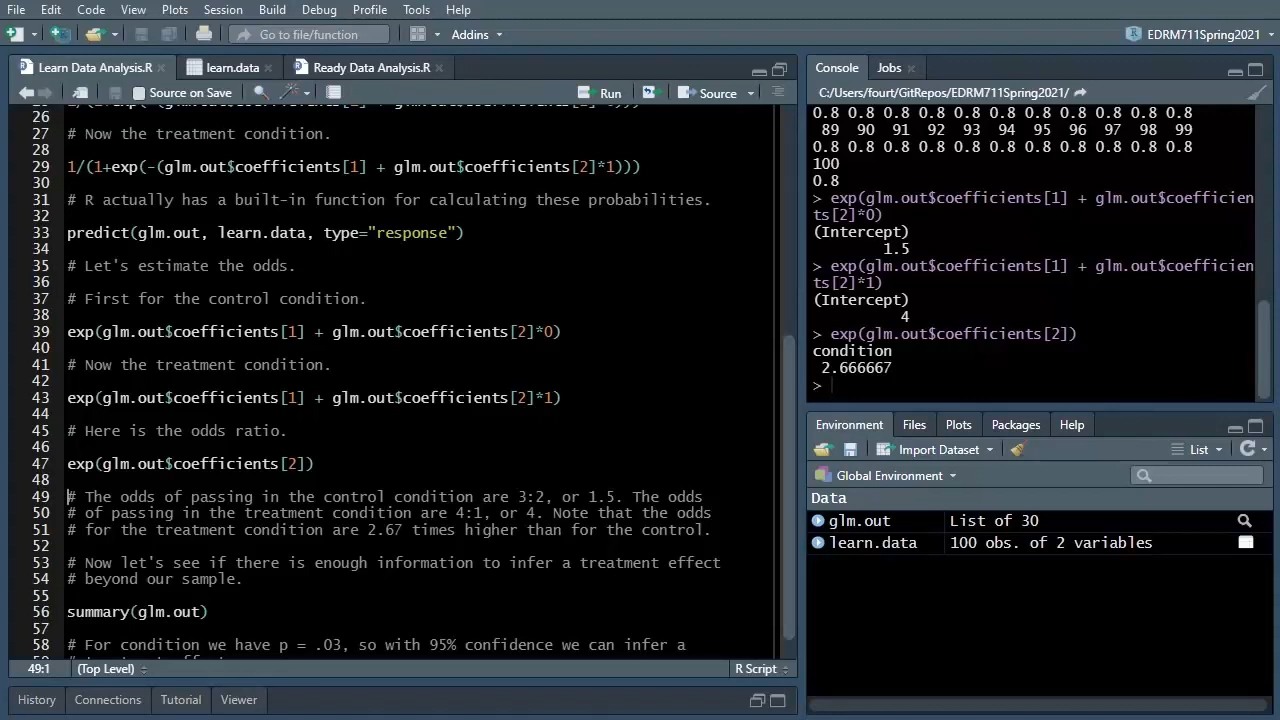 File Edit Code View Plots Session Build Debug Profile Tools Help
Go to file/function Addins EDRM711Spring2021
Learn Data Analysis.R learn.data Ready Data Analysis.R
Source on Save Run Source
26
27 # Now the treatment condition.
28
29 1/(1+exp(-(glm.out$coefficients[1] + glm.out$coefficients[2]*1)))
30
31 # R actually has a built-in function for calculating these probabilities.
32
33 predict(glm.out, learn.data, type="response")
34
35 # Let's estimate the odds.
36
37 # First for the control condition.
38
39 exp(glm.out$coefficients[1] + glm.out$coefficients[2]*0)
40
41 # Now the treatment condition.
42
43 exp(glm.out$coefficients[1] + glm.out$coefficients[2]*1)
44
45 # Here is the odds ratio.
46
47 exp(glm.out$coefficients[2])
48
49 # The odds of passing in the control condition are 3:2, or 1.5. The odds
50 # of passing in the treatment condition are 4:1, or 4. Note that the odds
51 # for the treatment condition are 2.67 times higher than for the control.
52
53 # Now let's see if there is enough information to infer a treatment effect
54 # beyond our sample.
55
56 summary(glm.out)
57
58 # For condition we have p = .03, so with 95% confidence we can infer a
49:1 (Top Level) R Script
History Connections Tutorial Viewer
Console Jobs
C:/Users/fourt/GitRepos/EDRM711Spring2021/
0.8 0.8 0.8 0.8 0.8 0.8 0.8 0.8 0.8
89 90 91 92 93 94 95 96 97 98 99
0.8 0.8 0.8 0.8 0.8 0.8 0.8 0.8 0.8 0.8 0.8
100
0.8
> exp(glm.out$coefficients[1] + glm.out$coefficien
ts[2]*0)
(Intercept)
1.5
> exp(glm.out$coefficients[1] + glm.out$coefficien
ts[2]*1)
(Intercept)
4
> exp(glm.out$coefficients[2])
condition
2.666667
>
Environment Files Plots Packages Help
Import Dataset List
Global Environment
Data
glm.out List of 30
learn.data 100 obs. of 2 variables